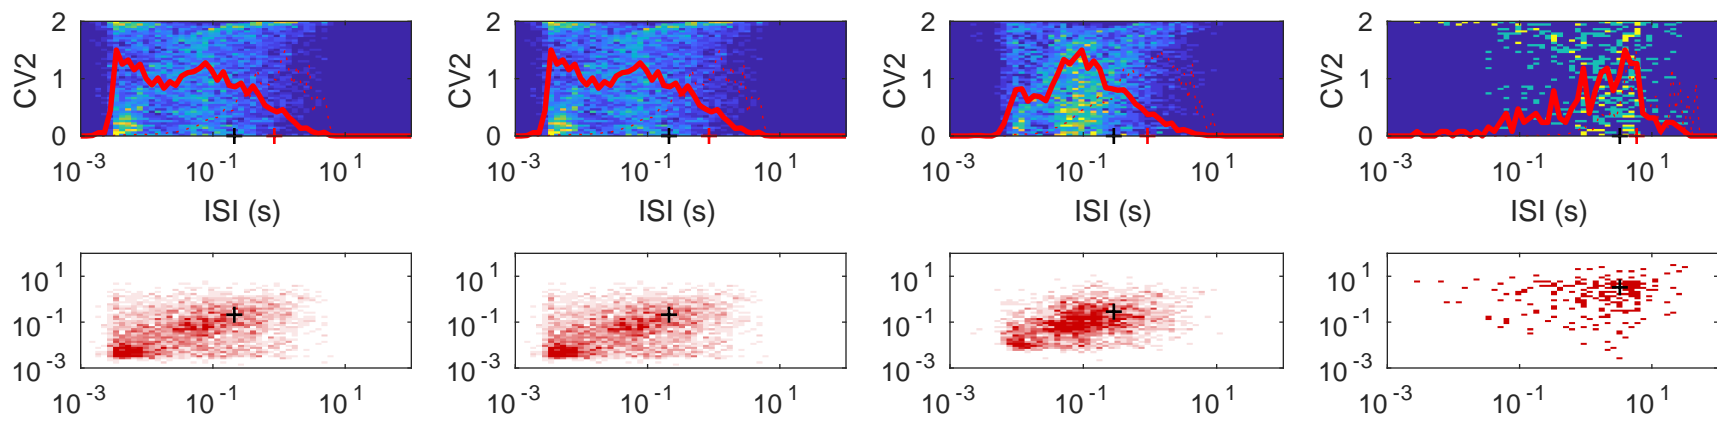 2 2 2 2
CV2 1 CV2 1 CV2 1 CV2 1
0 0 0 0
10^-3 10^-1 10^1 10^-3 10^-1 10^1 10^-3 10^-1 10^1 10^-3 10^-1 10^1
ISI (s) ISI (s) ISI (s) ISI (s)
10^1 10^1 10^1 10^1
10^-1 10^-1 10^-1 10^-1
10^-3 10^-3 10^-3 10^-3
10^-3 10^-1 10^1 10^-3 10^-1 10^1 10^-3 10^-1 10^1 10^-3 10^-1 10^1